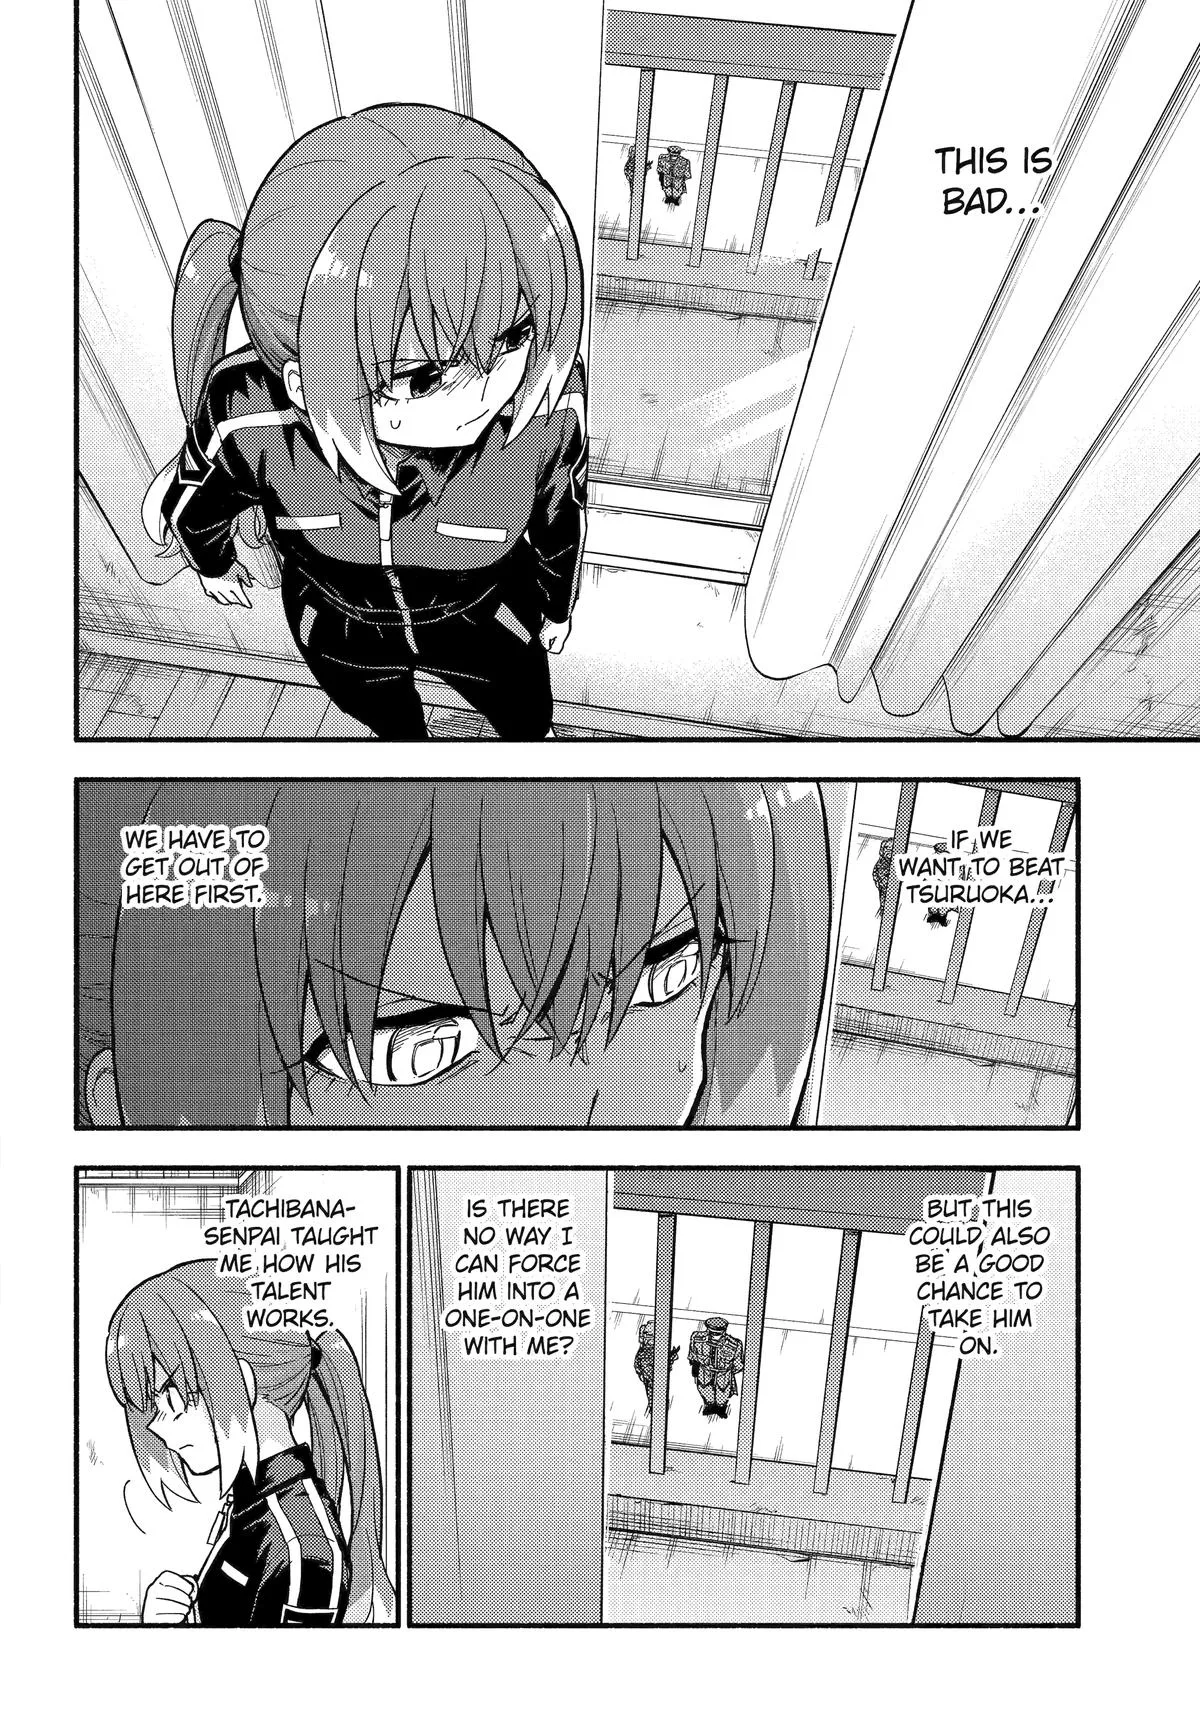 THIS IS
BAD...
IF WE
WANT TO BEAT
TSURUOKA...
WE HAVE TO
GET OUT OF
HERE FIRST.
BUT THIS
COULD ALSO
BE A GOOD
CHANCE TO
TAKE HIM
ON.
IS THERE
NO WAY I
CAN FORCE
HIM INTO A
ONE-ON-ONE
WITH ME?
TACHIBANA-
SENPAI TAUGHT
ME HOW HIS
TALENT
WORKS.